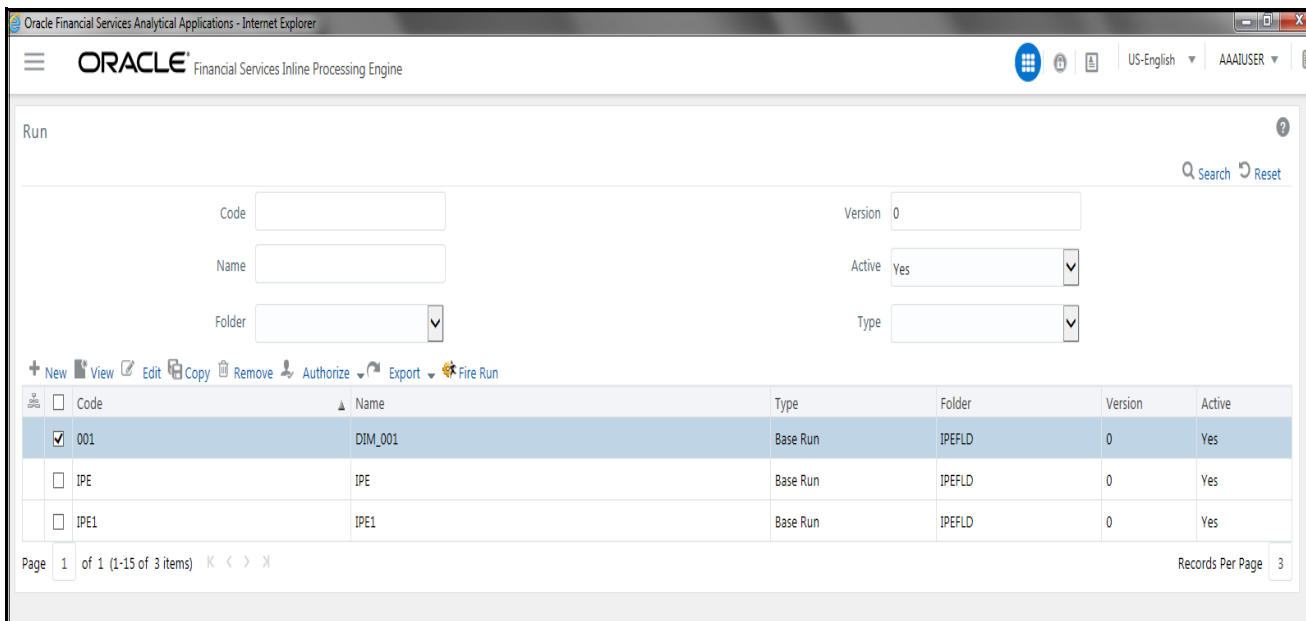 Oracle Financial Services Analytical Applications - Internet Explorer
ORACLE® Financial Services Inline Processing Engine US-English AAAIUSER
Run
Search Reset
Code Version 0
Name Active Yes
Folder Type
New View Edit Copy Remove Authorize Export Fire Run
Code Name Type Folder Version Active
001 DIM_001 Base Run IPEFLD 0 Yes
IPE IPE Base Run IPEFLD 0 Yes
IPE1 IPE1 Base Run IPEFLD 0 Yes
Page 1 of 1 (1-15 of 3 items) Records Per Page 3